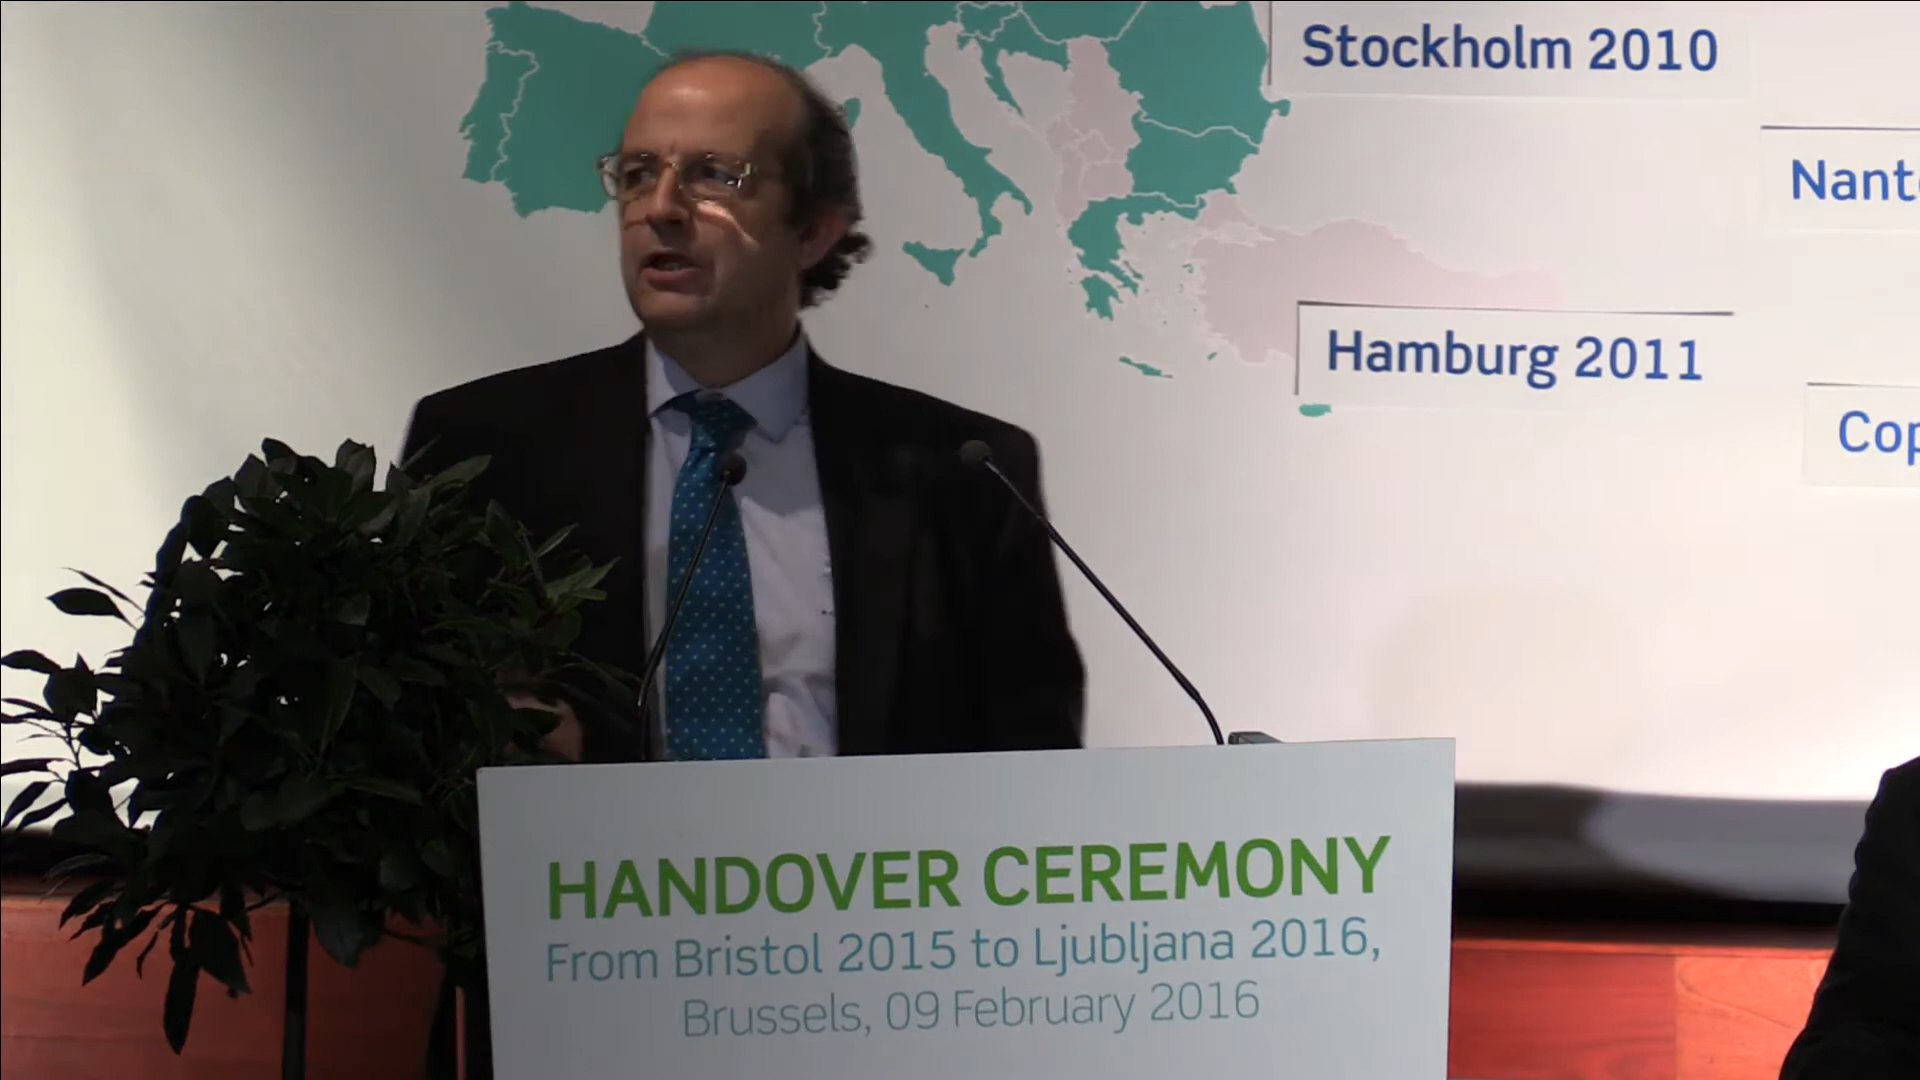 Stockholm 2010
Hamburg 2011
HANDOVER CEREMONY
From Bristol 2015 to Ljubljana 2016,
Brussels, 09 February 2016